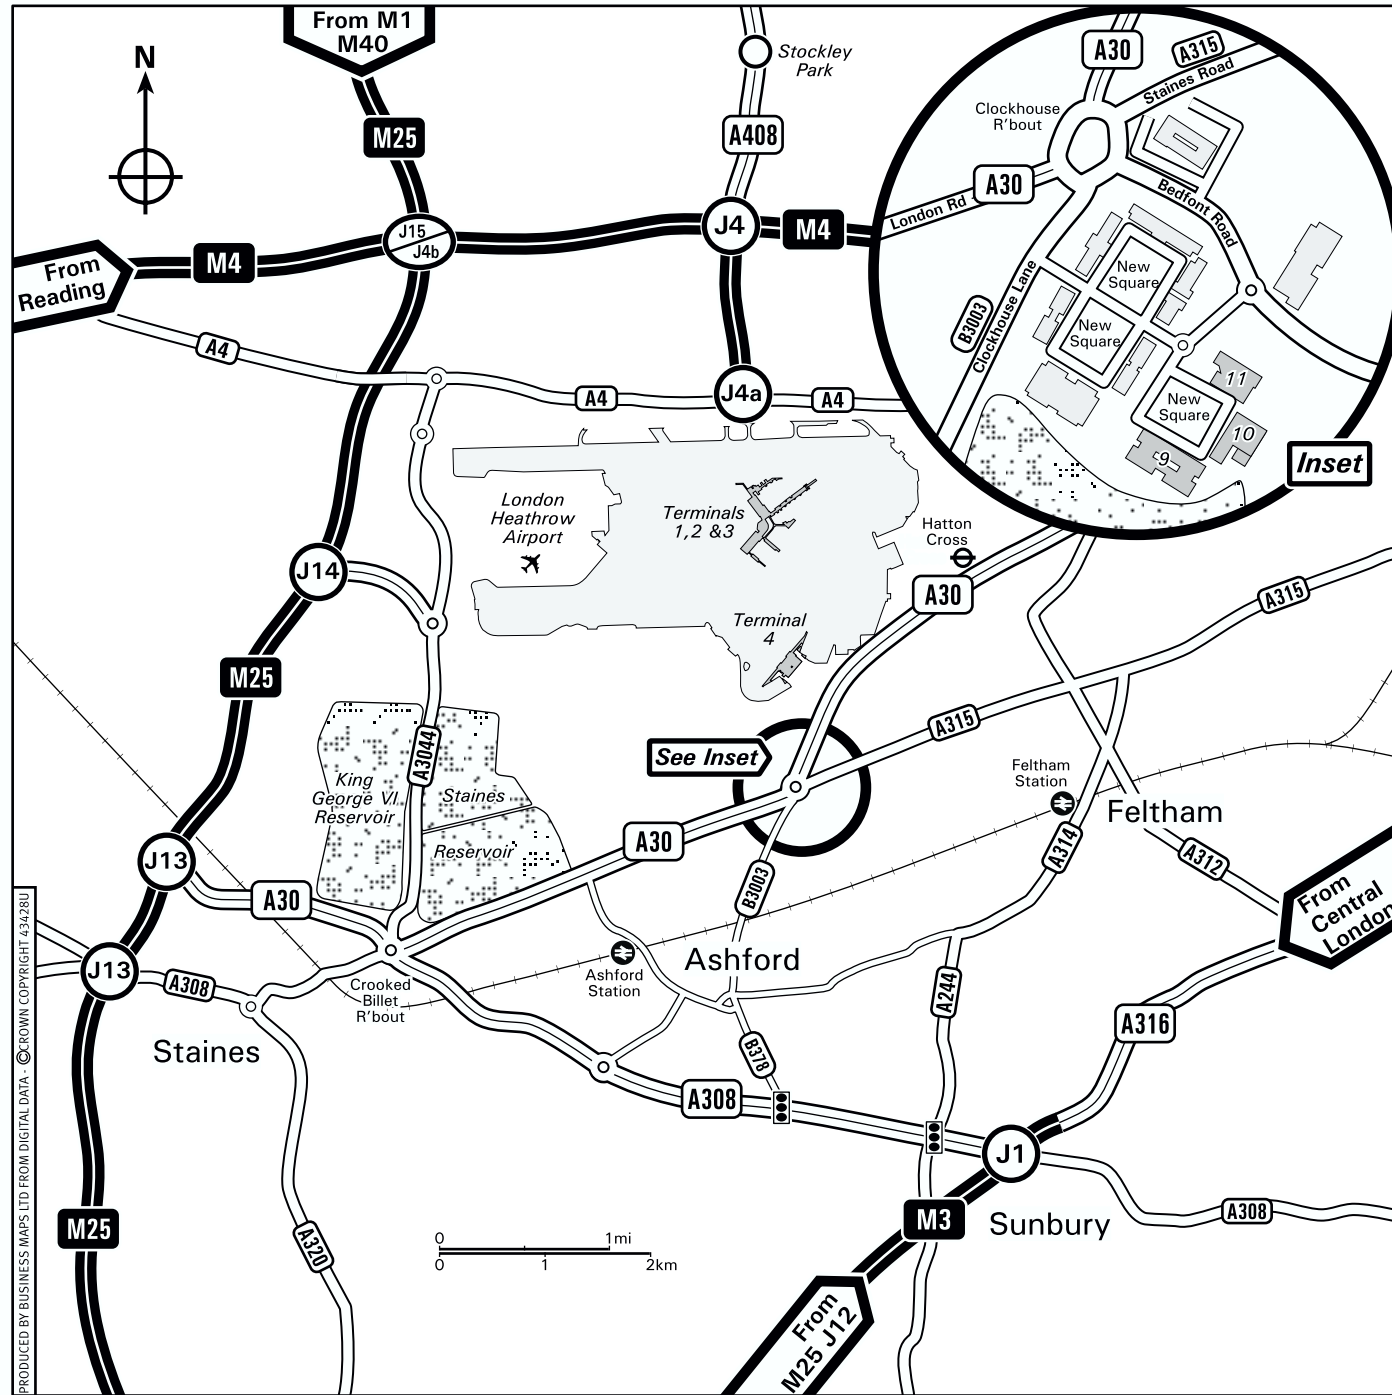 From M1
M40
N
M25
Stockley
Park
A408
A30
A315
Staines Road
Clockhouse
R'bout
A30
London Rd
Bedfont Road
J15
J4b
J4
M4
M4
From
Reading
New
Square
New
Square
B3003
Clockhouse Lane
A4
A4
J4a
A4
11
New
Square
10
9
Inset
London
Heathrow
Airport
Terminals
1,2 &3
Hatton
Cross
J14
A30
A315
Terminal
4
M25
A3044
A315
See Inset
King
George VI
Reservoir
Staines
Reservoir
Feltham
Station
Feltham
A30
A314
A312
J13
A30
B3003
From
Central
London
J13
A308
Ashford
Station
Ashford
A244
Crooked
Billet
R'bout
A316
Staines
B378
A308
J1
M25
A320
M3
Sunbury
A308
0 1mi
0 1 2km
From
M25 J12
PRODUCED BY BUSINESS MAPS LTD FROM DIGITAL DATA - ©CROWN COPYRIGHT 43428U